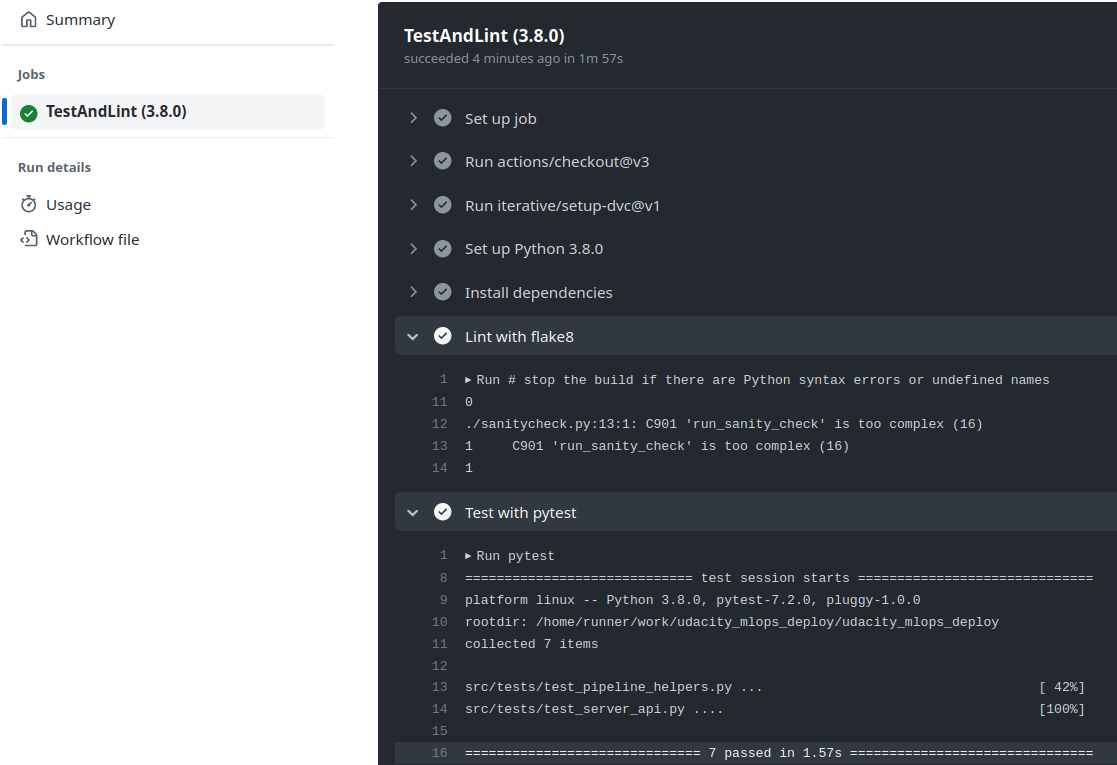 Summary
Jobs
TestAndLint (3.8.0)
Run details
Usage
Workflow file
TestAndLint (3.8.0)
succeeded 4 minutes ago in 1m 57s
Set up job
Run actions/checkout@v3
Run iterative/setup-dvc@v1
Set up Python 3.8.0
Install dependencies
Lint with flake8
1 ▸ Run # stop the build if there are Python syntax errors or undefined names
11 0
12 ./sanitycheck.py:13:1: C901 'run_sanity_check' is too complex (16)
13 1     C901 'run_sanity_check' is too complex (16)
14 1
Test with pytest
1 ▸ Run pytest
8 ============================= test session starts ==============================
9 platform linux -- Python 3.8.0, pytest-7.2.0, pluggy-1.0.0
10 rootdir: /home/runner/work/udacity_mlops_deploy/udacity_mlops_deploy
11 collected 7 items
12
13 src/tests/test_pipeline_helpers.py ...                                   [ 42%]
14 src/tests/test_server_api.py ....                                        [100%]
15
16 ============================== 7 passed in 1.57s ===============================